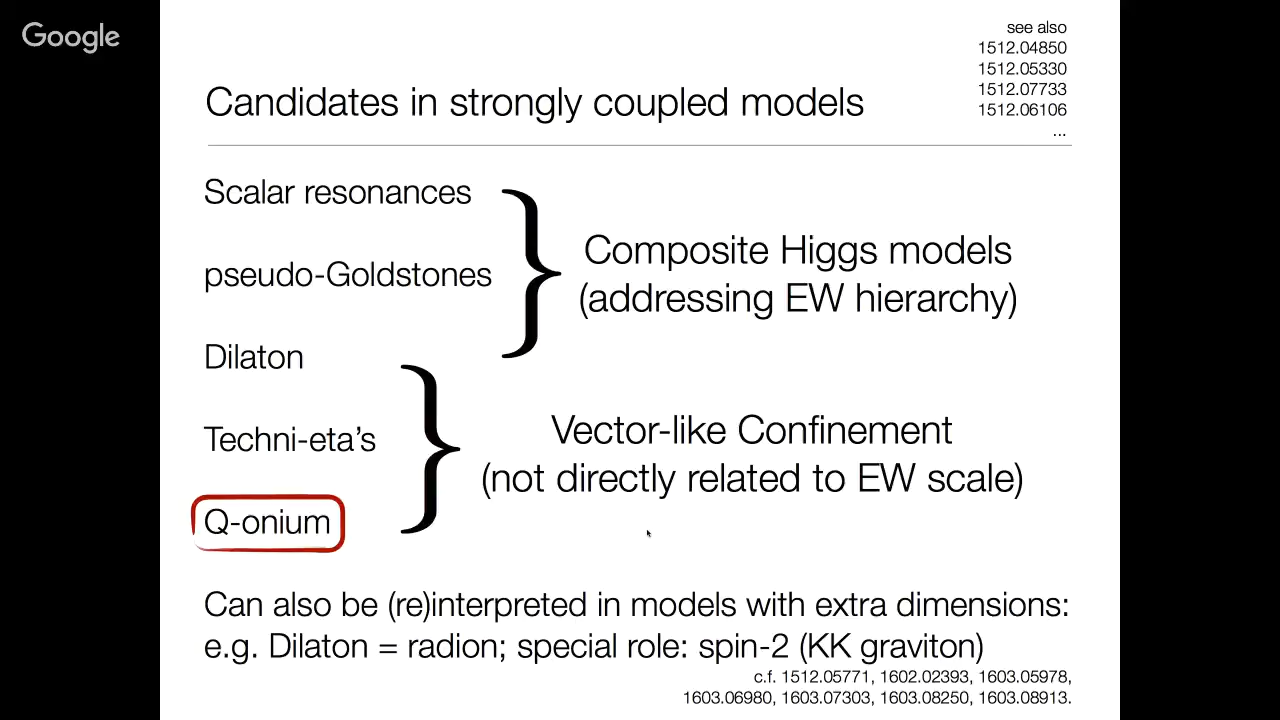 Google
see also
1512.04850
1512.05330
1512.07733
1512.06106
...
Candidates in strongly coupled models
Scalar resonances
pseudo-Goldstones
Composite Higgs models
(addressing EW hierarchy)
Dilaton
Techni-eta's
Q-onium
Vector-like Confinement
(not directly related to EW scale)
Can also be (re)interpreted in models with extra dimensions:
e.g. Dilaton = radion; special role: spin-2 (KK graviton)
c.f. 1512.05771, 1602.02393, 1603.05978,
1603.06980, 1603.07303, 1603.08250, 1603.08913.